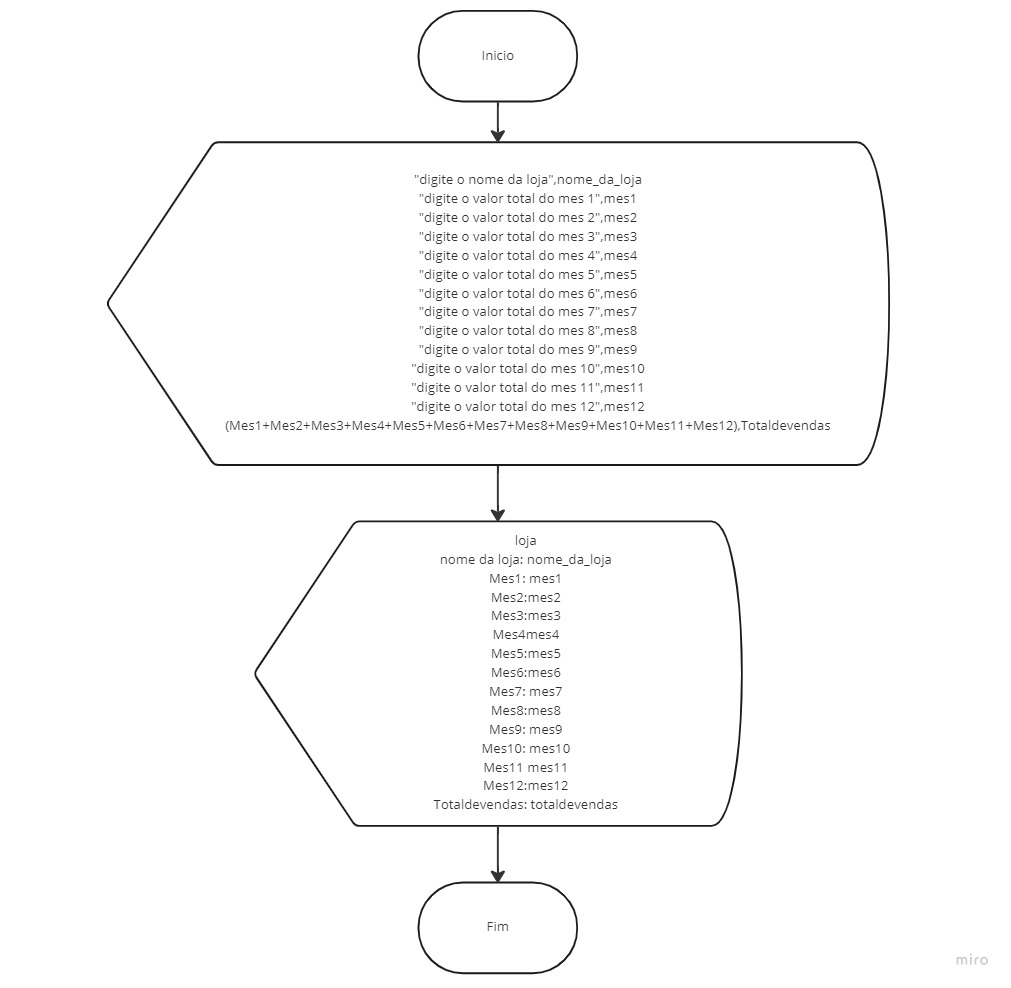 Inicio
"digite o nome da loja",nome_da_loja
"digite o valor total do mes 1",mes1
"digite o valor total do mes 2",mes2
"digite o valor total do mes 3",mes3
"digite o valor total do mes 4",mes4
"digite o valor total do mes 5",mes5
"digite o valor total do mes 6",mes6
"digite o valor total do mes 7",mes7
"digite o valor total do mes 8",mes8
"digite o valor total do mes 9",mes9
"digite o valor total do mes 10",mes10
"digite o valor total do mes 11",mes11
"digite o valor total do mes 12",mes12
(Mes1+Mes2+Mes3+Mes4+Mes5+Mes6+Mes7+Mes8+Mes9+Mes10+Mes11+Mes12),Totaldevendas
loja
nome da loja: nome_da_loja
Mes1: mes1
Mes2:mes2
Mes3:mes3
Mes4mes4
Mes5:mes5
Mes6:mes6
Mes7: mes7
Mes8:mes8
Mes9: mes9
Mes10: mes10
Mes11 mes11
Mes12:mes12
Totaldevendas: totaldevendas
Fim
miro